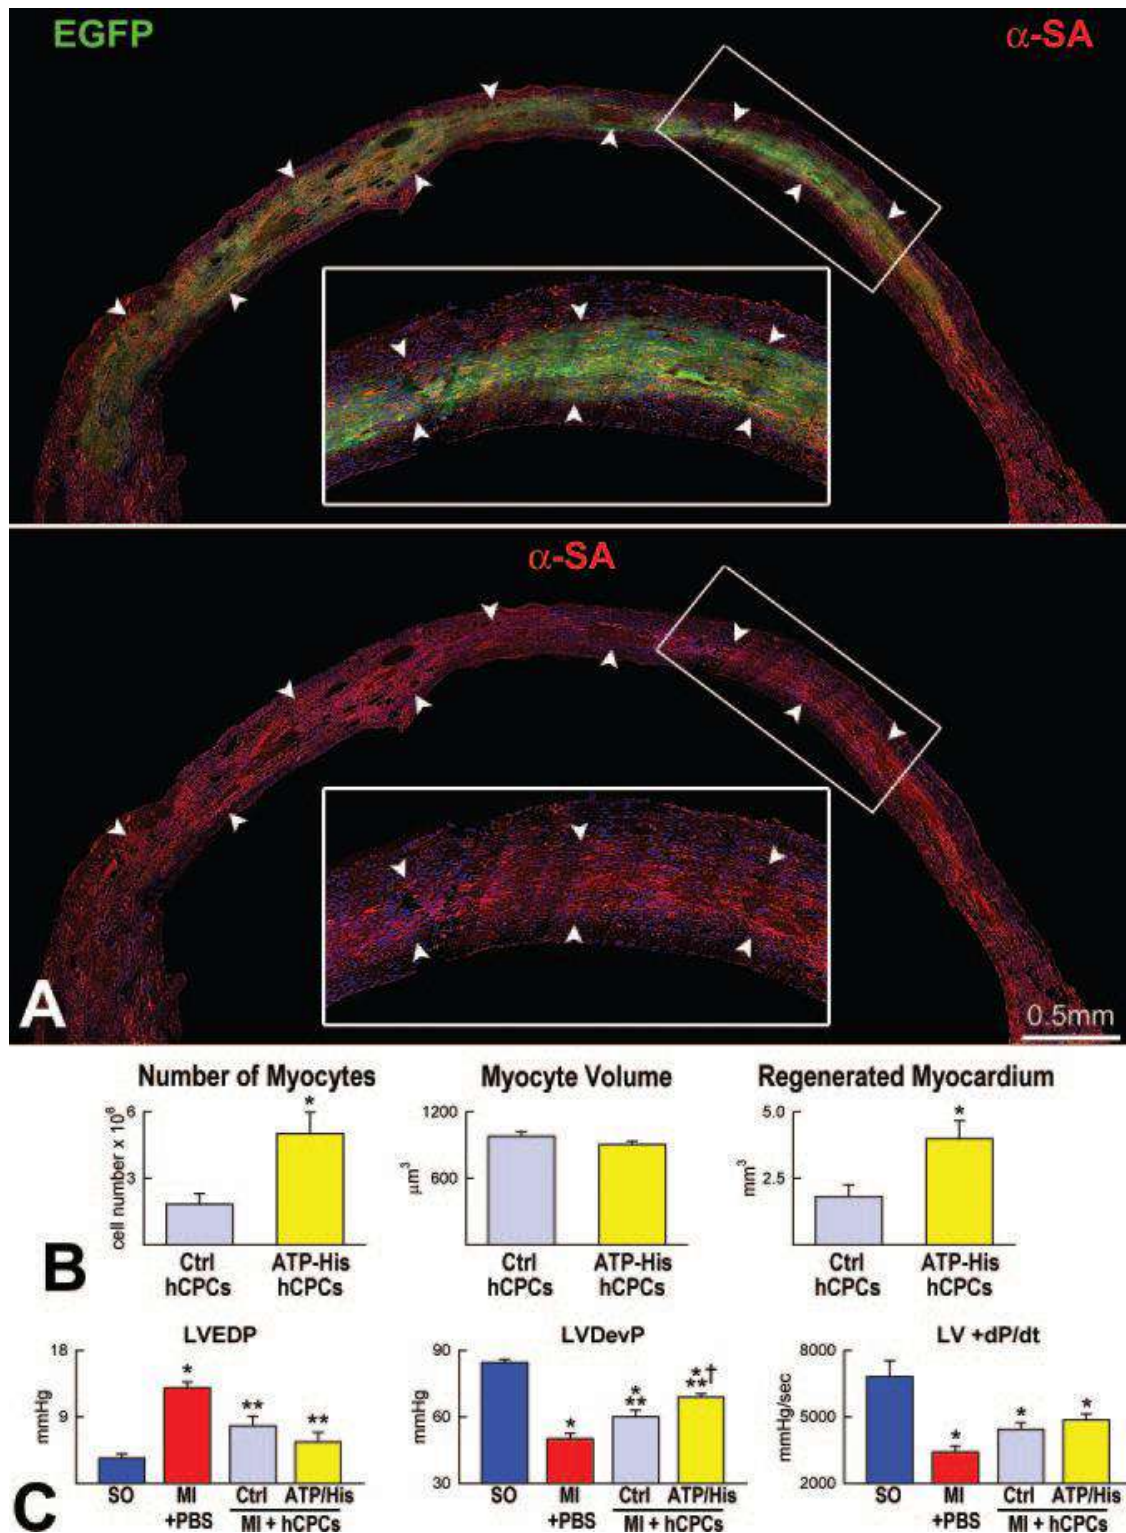 EGFP
α-SA
α-SA
A
0.5mm
Number of Myocytes
Myocyte Volume
Regenerated Myocardium
cell number x 10⁶
6
3
*
Ctrl
hCPCs
ATP-His
hCPCs
μm³
1200
600
Ctrl
hCPCs
ATP-His
hCPCs
mm³
5.0
2.5
*
Ctrl
hCPCs
ATP-His
hCPCs
B
LVEDP
LVDevP
LV +dP/dt
mmHg
18
9
*
**
**
SO
MI
+PBS
Ctrl
ATP/His
MI + hCPCs
mmHg
90
60
30
*
*
**
*
**†
SO
MI
+PBS
Ctrl
ATP/His
MI + hCPCs
mmHg/sec
8000
5000
2000
*
*
*
SO
MI
+PBS
Ctrl
ATP/His
MI + hCPCs
C